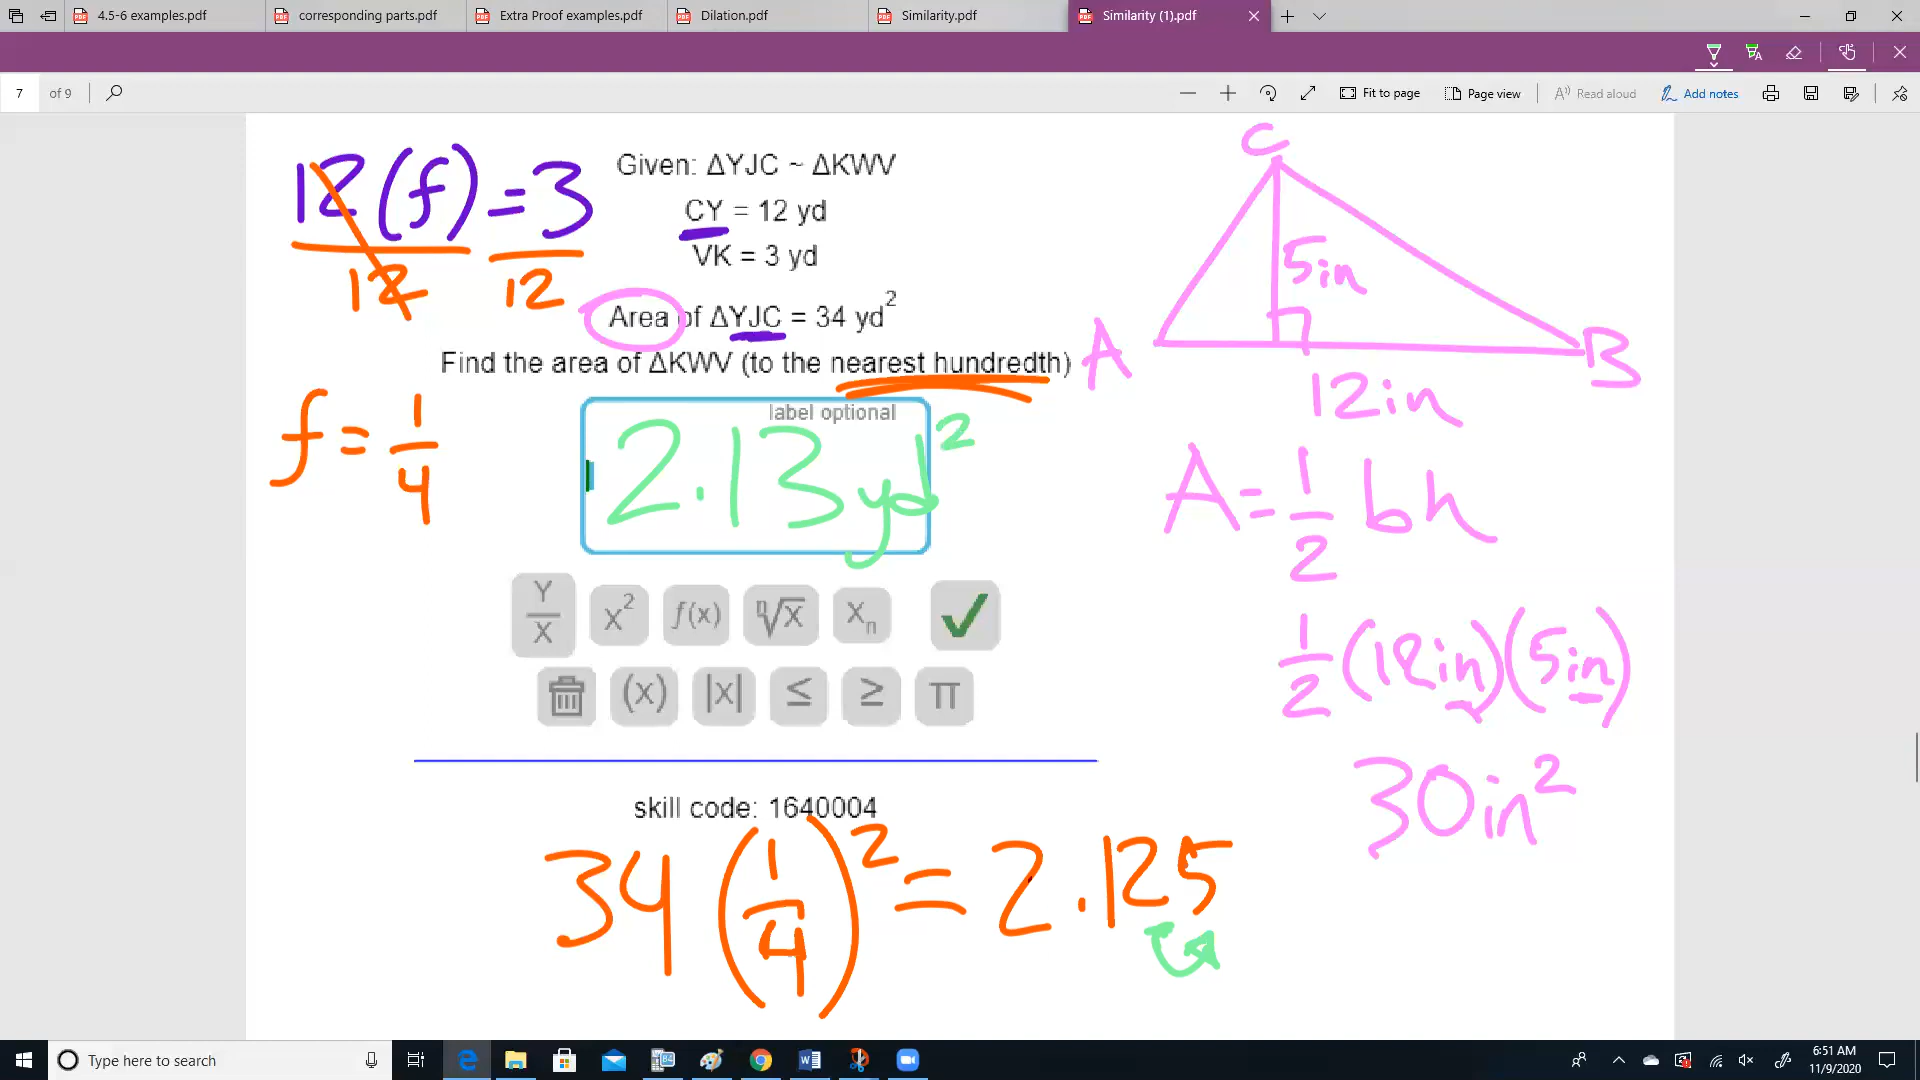 4.5-6 examples.pdf
corresponding parts.pdf
Extra Proof examples.pdf
Dilation.pdf
Similarity.pdf
Similarity (1).pdf
7 of 9
Fit to page
Page view
Read aloud
Add notes
12(f)=3
12 12
f=1/4
Given: ΔYJC ~ ΔKWV
CY = 12 yd
VK = 3 yd
Area of ΔYJC = 34 yd²
Find the area of ΔKWV (to the nearest hundredth)
label optional
2.13yd²
Y/X x² f(x) ⁿ√x Xn
(x) |x| ≤ ≥ π
skill code: 1640004
34(1/4)²=2.125
C
5in
A
B
12in
A=1/2bh
1/2(12in)(5in)
30in²
Type here to search
6:51 AM
11/9/2020